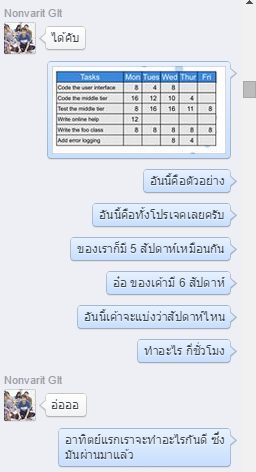 Nonvarit Glt
ได้คับ
Tasks Mon Tues Wed Thur Fri
Code the user interface 8 4 8
Code the middle tier 16 12 10 4
Test the middle tier 8 16 16 11 8
Write online help 12
Write the foo class 8 8 8 8 8
Add error logging 8 4
อันนี้คือตัวอย่าง
อันนี้คือทั้งโปรเจคเลยครับ
ของเราก็มี 5 สัปดาห์เหมือนกัน
อ๋อ ของเค้ามี 6 สัปดาห์
อันนี้เค้าจะแบ่งว่าสัปดาห์ไหน
ทำอะไร กี่ชั่วโมง
Nonvarit Glt
อ่อออ
อาทิตย์แรกเราจะทำอะไรกันดี ซึ่ง
มันผ่านมาแล้ว